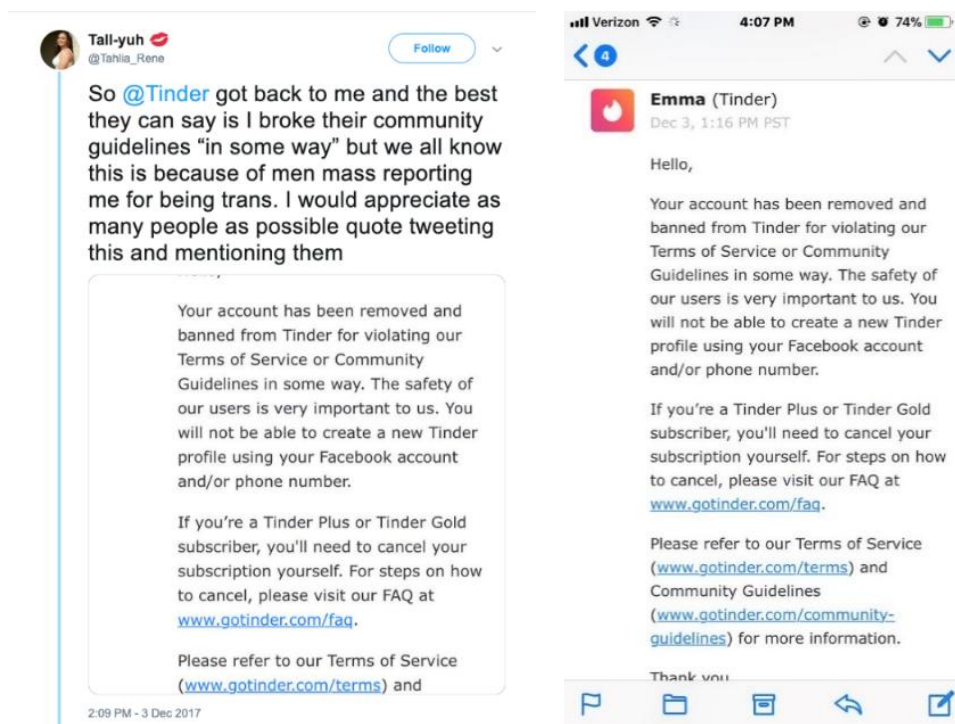 Tall-yuh 💋
@Tahlia_Rene
Follow
So @Tinder got back to me and the best
they can say is I broke their community
guidelines “in some way” but we all know
this is because of men mass reporting
me for being trans. I would appreciate as
many people as possible quote tweeting
this and mentioning them
Your account has been removed and
banned from Tinder for violating our
Terms of Service or Community
Guidelines in some way. The safety of
our users is very important to us. You
will not be able to create a new Tinder
profile using your Facebook account
and/or phone number.
If you’re a Tinder Plus or Tinder Gold
subscriber, you'll need to cancel your
subscription yourself. For steps on how
to cancel, please visit our FAQ at
www.gotinder.com/faq.
Please refer to our Terms of Service
(www.gotinder.com/terms) and
2:09 PM - 3 Dec 2017
Verizon 4:07 PM 74%
4
Emma (Tinder)
Dec 3, 1:16 PM PST
Hello,
Your account has been removed and
banned from Tinder for violating our
Terms of Service or Community
Guidelines in some way. The safety of
our users is very important to us. You
will not be able to create a new Tinder
profile using your Facebook account
and/or phone number.
If you’re a Tinder Plus or Tinder Gold
subscriber, you'll need to cancel your
subscription yourself. For steps on how
to cancel, please visit our FAQ at
www.gotinder.com/faq.
Please refer to our Terms of Service
(www.gotinder.com/terms) and
Community Guidelines
(www.gotinder.com/community-
guidelines) for more information.
Thank you